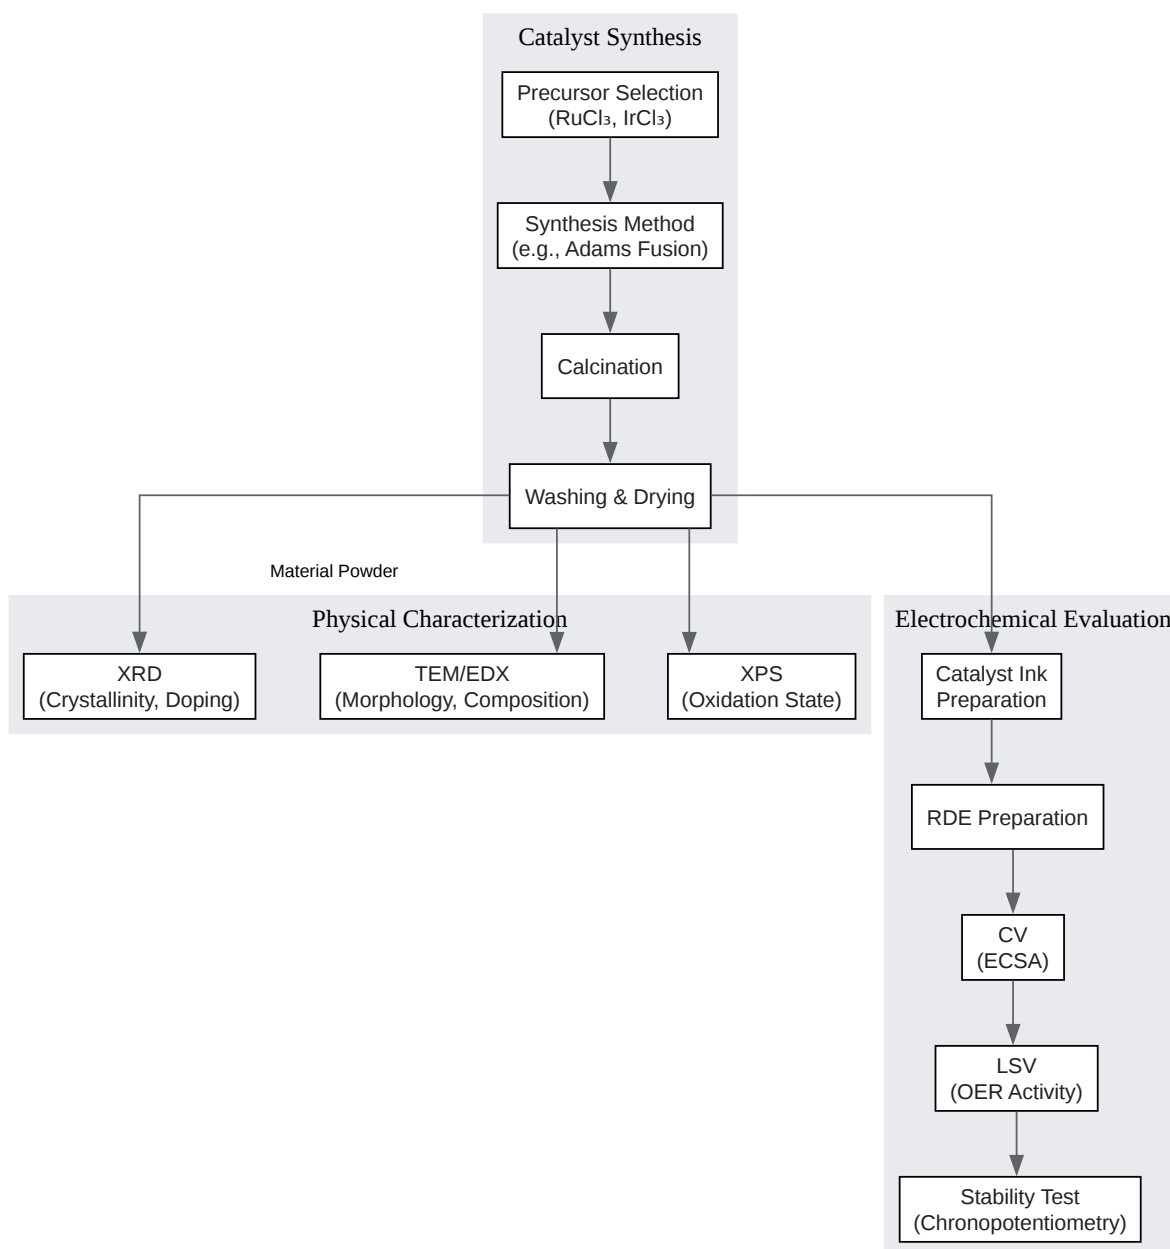 Catalyst Synthesis
Precursor Selection
(RuCl₃, IrCl₃)
Synthesis Method
(e.g., Adams Fusion)
Calcination
Washing & Drying
Material Powder
Physical Characterization
XRD
(Crystallinity, Doping)
TEM/EDX
(Morphology, Composition)
XPS
(Oxidation State)
Electrochemical Evaluation
Catalyst Ink
Preparation
RDE Preparation
CV
(ECSA)
LSV
(OER Activity)
Stability Test
(Chronopotentiometry)